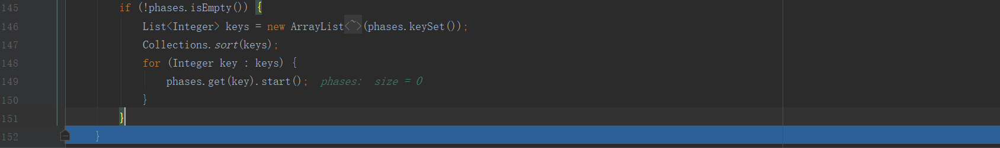 145 if (!phases.isEmpty()) {
146 List<Integer> keys = new ArrayList<~>(phases.keySet());
147 Collections.sort(keys);
148 for (Integer key : keys) {
149 phases.get(key).start(); phases: size = 0
150 }
151 }
152 }